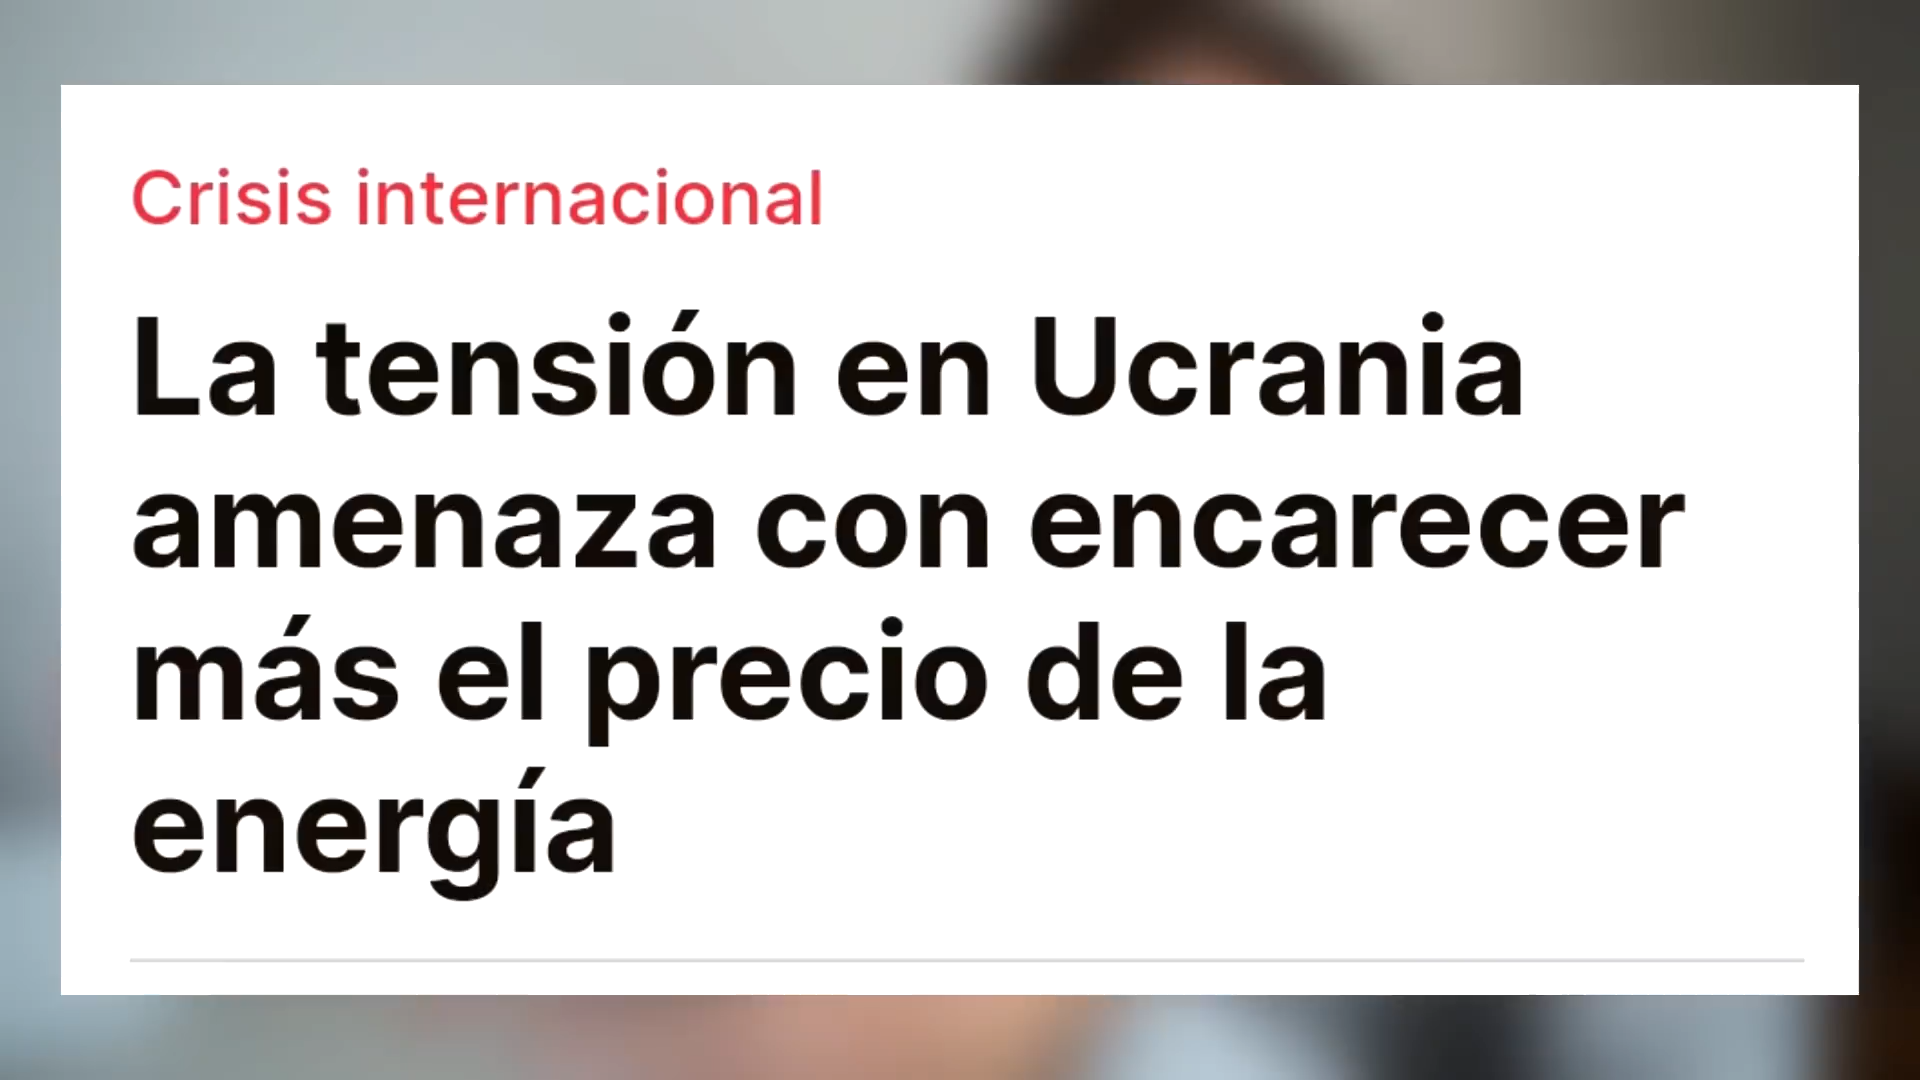 Crisis internacional
La tensión en Ucrania
amenaza con encarecer
más el precio de la
energía